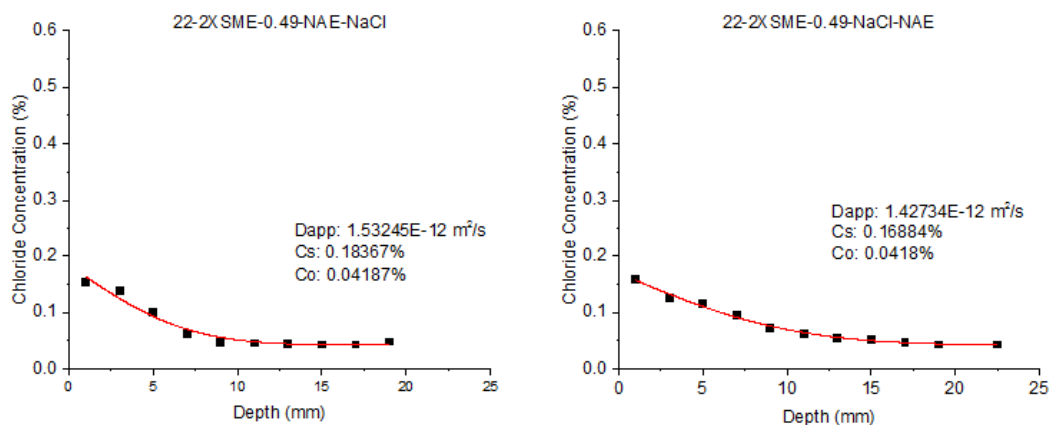 22-2XSME-0.49-NAE-NaCl
0.6
0.5
0.4
0.3
0.2
0.1
0.0
Chloride Concentration (%)
Dapp: 1.53245E-12 m²/s
Cs: 0.18367%
Co: 0.04187%
0
5
10
15
20
25
Depth (mm)
22-2XSME-0.49-NaCl-NAE
0.6
0.5
0.4
0.3
0.2
0.1
0.0
Chloride Concentration (%)
Dapp: 1.42734E-12 m²/s
Cs: 0.16884%
Co: 0.0418%
0
5
10
15
20
25
Depth (mm)